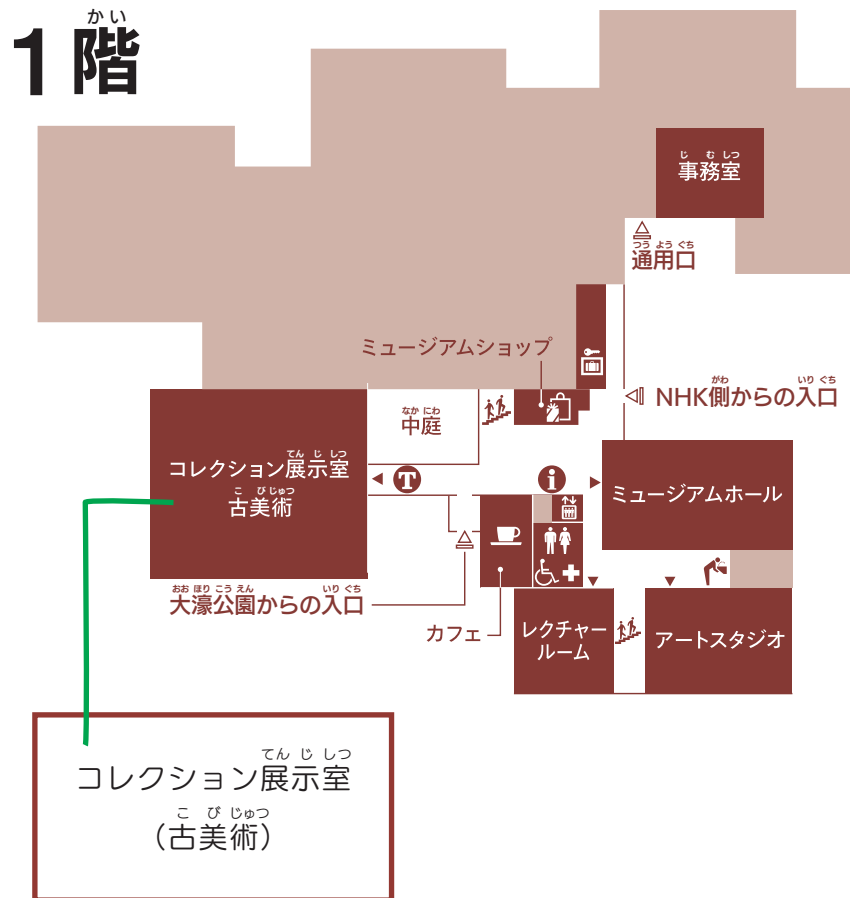 かい
1階
じむしつ
事務室
つうようぐち
通用口
ミュージアムショップ
がわ いりぐち
NHK側からの入口
なかにわ
中庭
てんじしつ
コレクション展示室
こびじゅつ
古美術
T
i
ミュージアムホール
おおほりこうえん いりぐち
大濠公園からの入口
カフェ
レクチャー
ルーム
アートスタジオ
てんじしつ
コレクション展示室
こびじゅつ
（古美術）